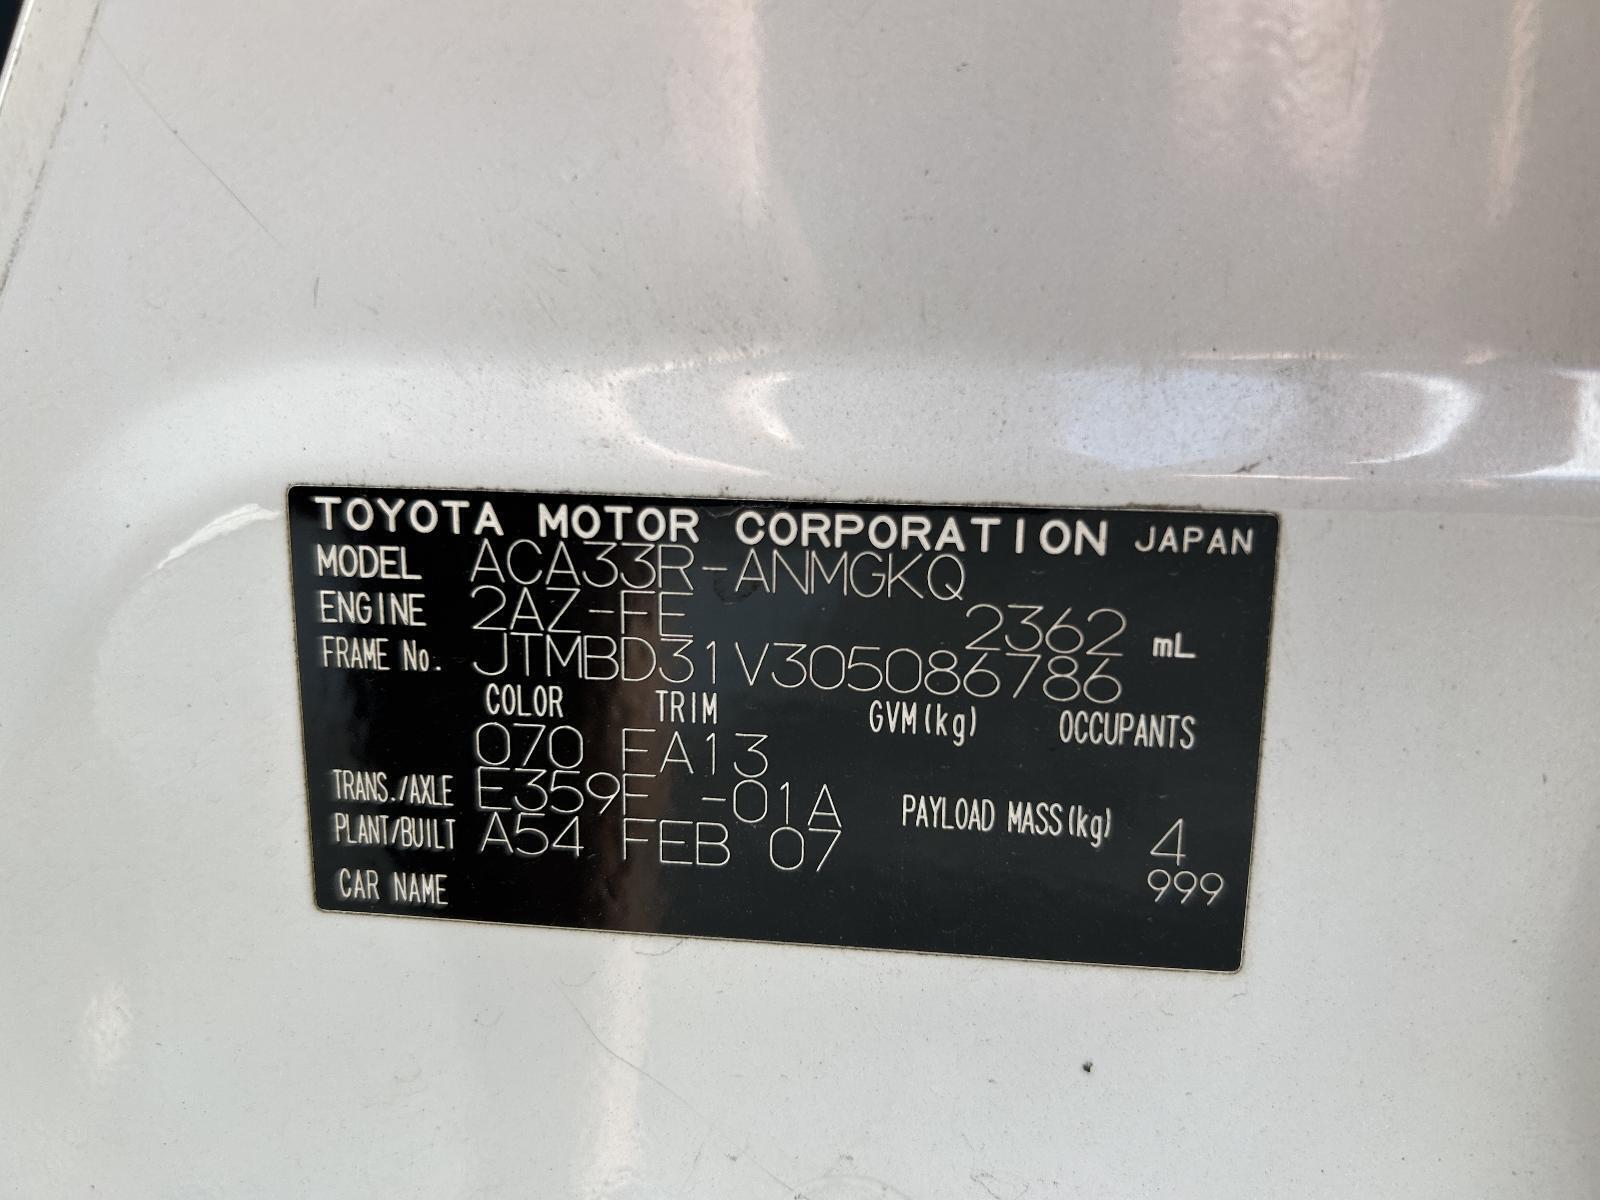 TOYOTA MOTOR CORPORATION JAPAN
MODEL ACA33R-ANMGKQ
ENGINE 2AZ-FE 2362 mL
FRAME No. JTMBD31V305086786
COLOR TRIM GVM(kg) OCCUPANTS
070 FA13
TRANS./AXLE E359F -01A PAYLOAD MASS(kg) 4
PLANT/BUILT A54 FEB 07 999
CAR NAME